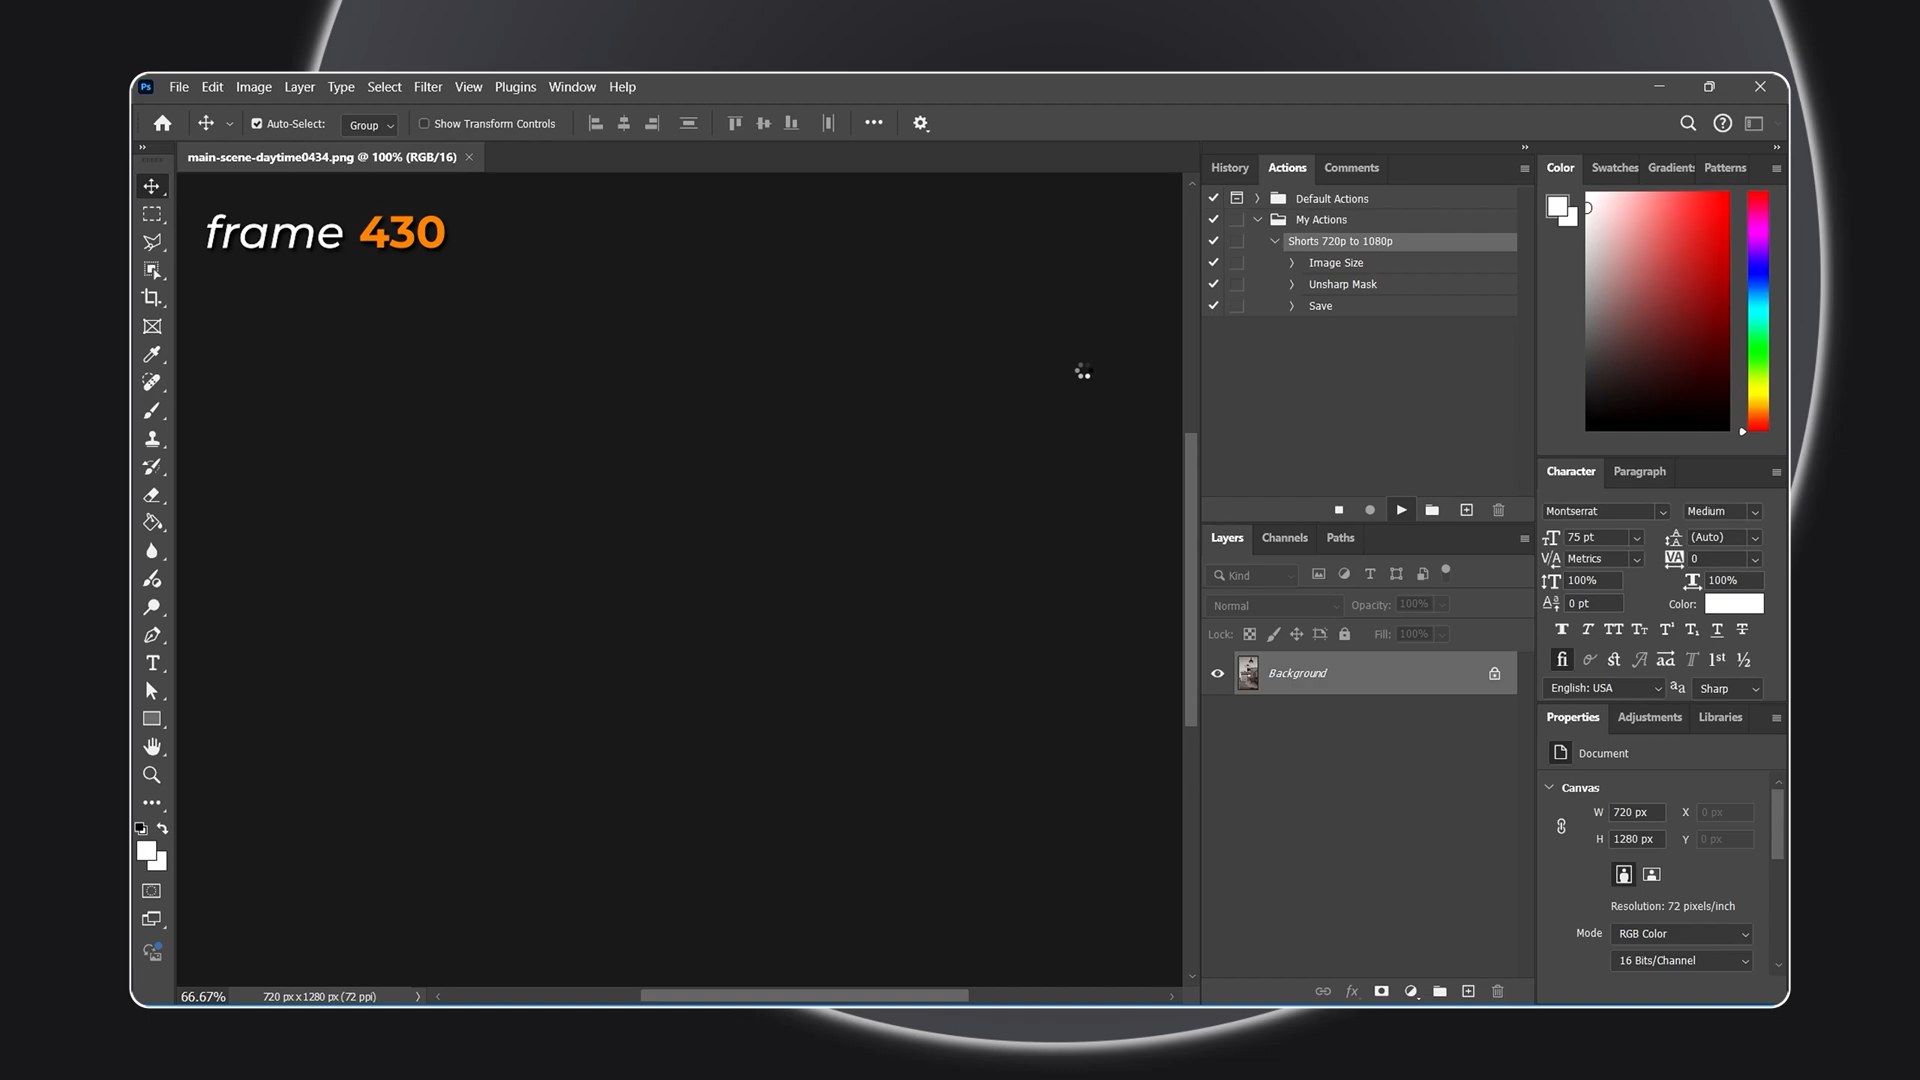 Ps File Edit Image Layer Type Select Filter View Plugins Window Help
Auto-Select: Group Show Transform Controls
main-scene-daytime0434.png @ 100% (RGB/16)
frame 430
History Actions Comments
Default Actions
My Actions
Shorts 720p to 1080p
Image Size
Unsharp Mask
Save
Layers Channels Paths
Kind
Normal Opacity: 100%
Lock: Fill: 100%
Background
Color Swatches Gradient Patterns
Character Paragraph
Montserrat Medium
75 pt (Auto)
Metrics 0
100% 100%
0 pt Color:
English: USA Sharp
Properties Adjustments Libraries
Document
Canvas
W 720 px X 0 px
H 1280 px Y 0 px
Resolution: 72 pixels/inch
Mode RGB Color
16 Bits/Channel
66.67% 720 px x 1280 px (72 ppi)